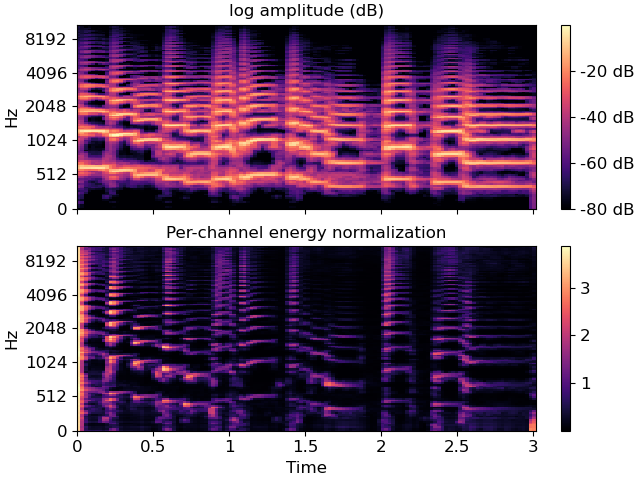 log amplitude (dB)
8192
4096
2048
1024
512
0
Hz
-20 dB
-40 dB
-60 dB
-80 dB
Per-channel energy normalization
8192
4096
2048
1024
512
0
Hz
3
2
1
0 0.5 1 1.5 2 2.5 3
Time